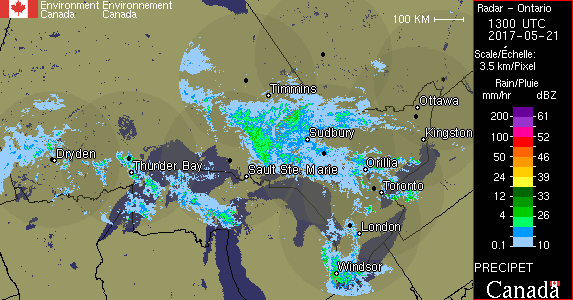 Environment Environnement
Canada Canada
100 KM
Timmins
Ottawa
Sudbury
Kingston
Dryden
Thunder Bay
Sault Ste. Marie
Orillia
Toronto
London
Windsor
Radar - Ontario
1300 UTC
2017-05-21
Scale/Échelle:
3.5 km/Pixel
Rain/Pluie
mm/hr dBZ
200 61
100 52
50 46
24 39
12 33
4 26
2 20
0.1 10
PRECIPET
Canada